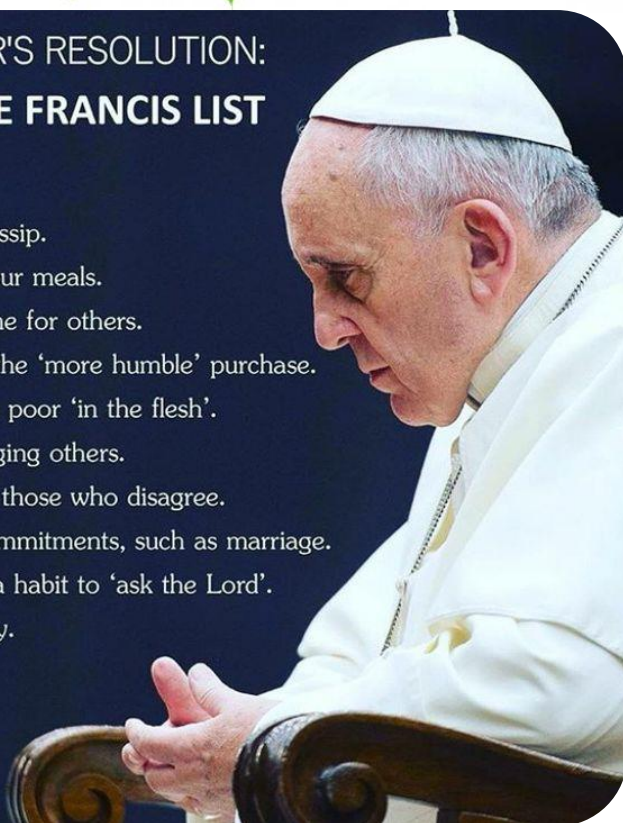 R'S RESOLUTION:
E FRANCIS LIST
ssip.
ur meals.
ne for others.
he ‘more humble’ purchase.
poor ‘in the flesh’.
ging others.
those who disagree.
mmitments, such as marriage.
a habit to ‘ask the Lord’.
y.